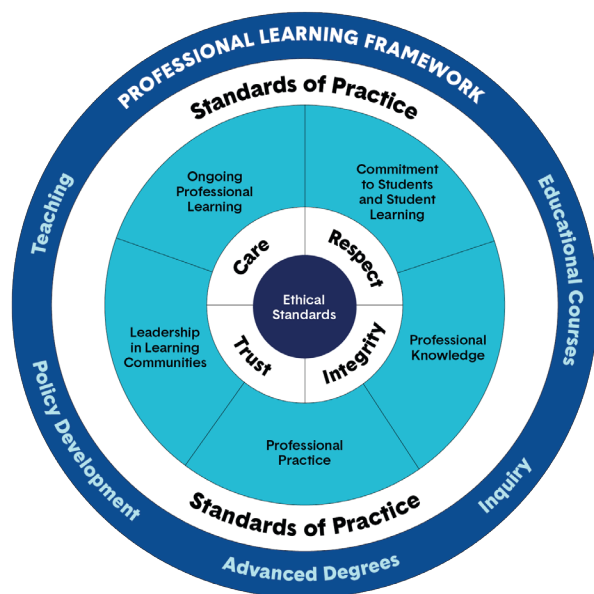 PROFESSIONAL LEARNING FRAMEWORK
Standards of Practice
Teaching
Educational Courses
Ongoing
Professional
Learning
Commitment
to Students
and Student
Learning
Care
Respect
Ethical
Standards
Trust
Integrity
Leadership
in Learning
Communities
Professional
Knowledge
Professional
Practice
Policy Development
Inquiry
Standards of Practice
Advanced Degrees